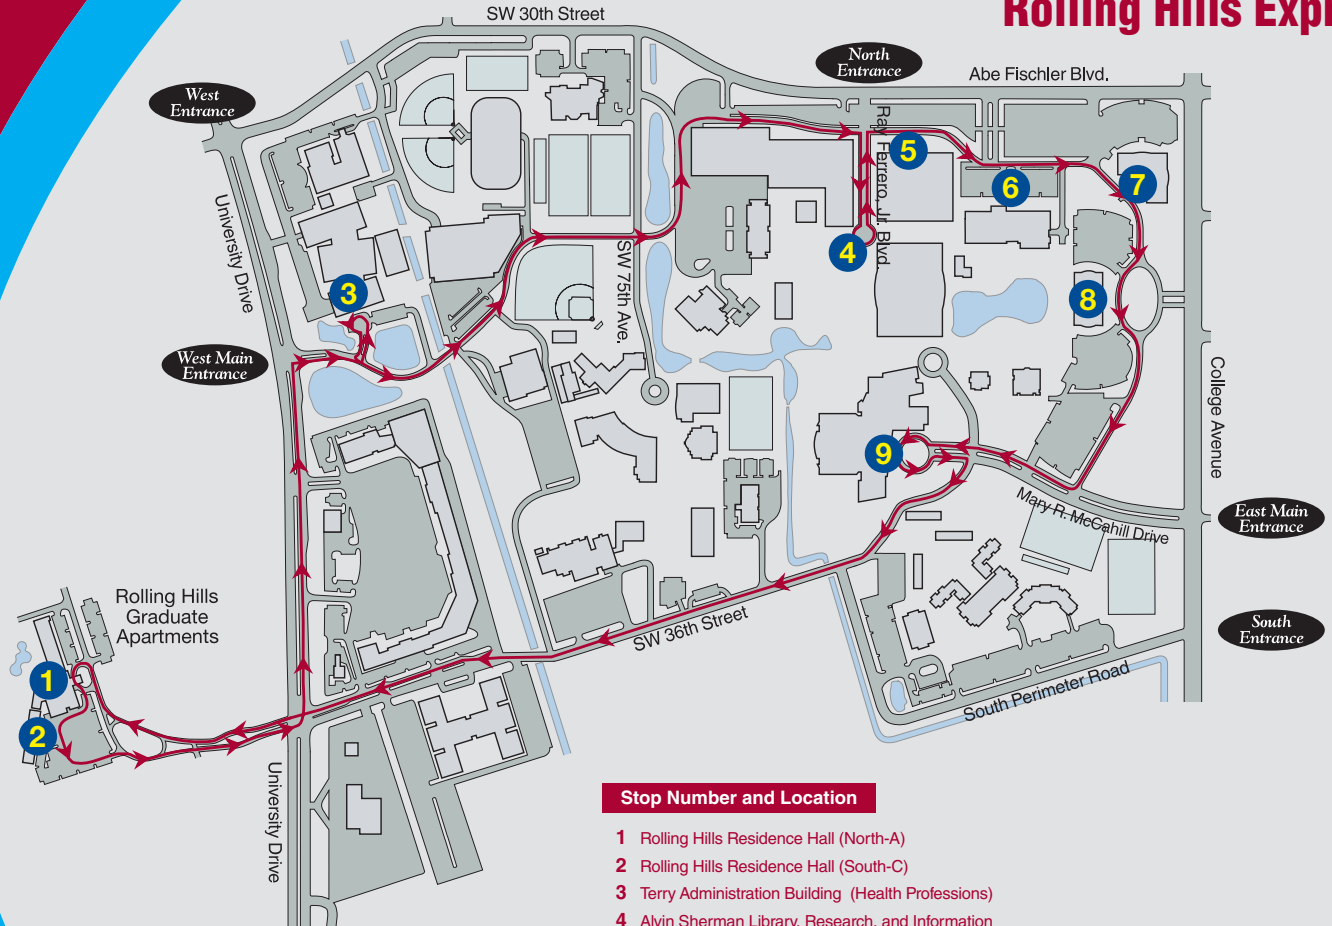 Rolling Hills Expr
SW 30th Street
North
Entrance
Abe Fischler Blvd.
West
Entrance
Ray Ferrero, Jr. Blvd.
5
6
7
University Drive
4
3
SW 75th Ave.
8
West Main
Entrance
College Avenue
9
Mary R. McCahill Drive
East Main
Entrance
Rolling Hills
Graduate
Apartments
SW 36th Street
South
Entrance
1
2
South Perimeter Road
University Drive
Stop Number and Location
1 Rolling Hills Residence Hall (North-A)
2 Rolling Hills Residence Hall (South-C)
3 Terry Administration Building (Health Professions)
4 Alvin Sherman Library, Research, and Information